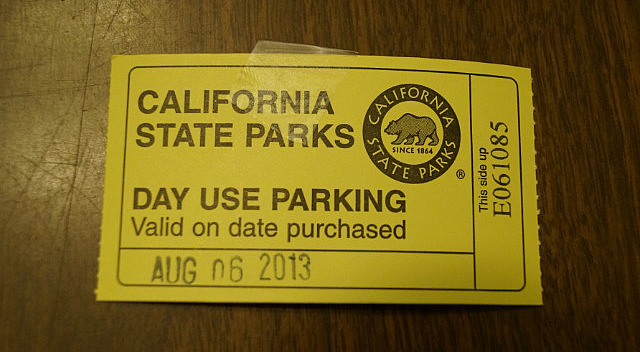 CALIFORNIA
STATE PARKS
CALIFORNIA
SINCE 1864
STATE PARKS
®
DAY USE PARKING
Valid on date purchased
AUG 06 2013
This side up
E061085